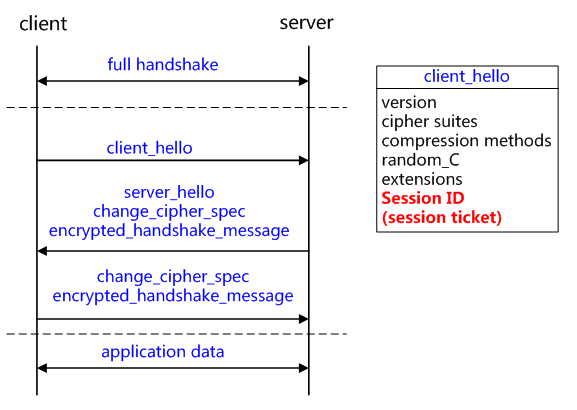 client
server
full handshake
client_hello
server_hello
change_cipher_spec
encrypted_handshake_message
change_cipher_spec
encrypted_handshake_message
application data
client_hello
version
cipher suites
compression methods
random_C
extensions
Session ID
(session ticket)